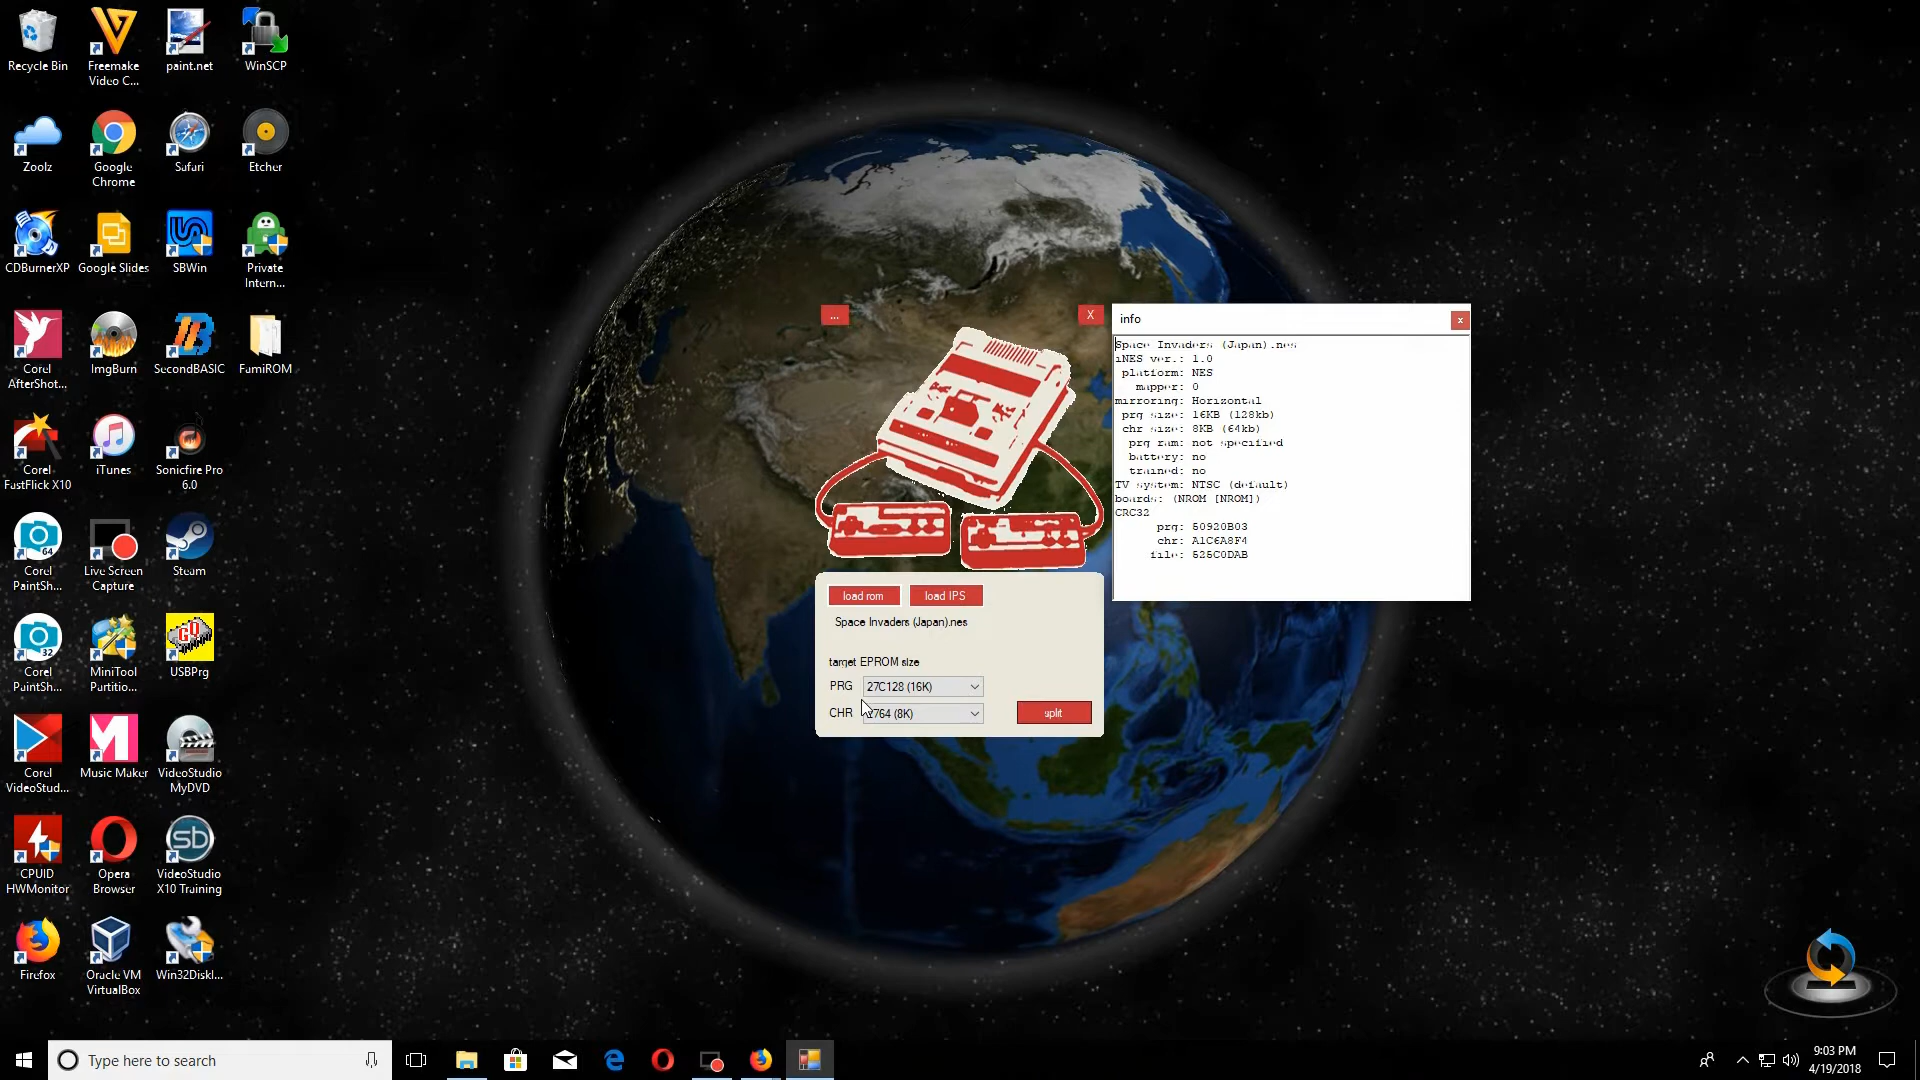 Recycle Bin
Freemake
Video C...
paint.net
WinSCP
Zoolz
Google
Chrome
Safari
Etcher
CDBurnerXP
Google Slides
SBWin
Private
Intern...
Corel
AfterShot...
ImgBurn
SecondBASIC
FamiROM
Corel
FastFlick X10
iTunes
Sonicfire Pro
6.0
64
Corel
PaintSh...
Live Screen
Capture
Steam
32
Corel
PaintSh...
MiniTool
Partitio...
GQ
USBPrg
Corel
VideoStud...
Music Maker
VideoStudio
MyDVD
CPUID
HWMonitor
Opera
Browser
sb
VideoStudio
X10 Training
Firefox
Oracle VM
VirtualBox
Win32DiskI...
...
X
load rom
load IPS
Space Invaders (Japan).nes
target EPROM size
PRG
27C128 (16K)
CHR
2764 (8K)
split
info
x
Space Invaders (Japan).nes
iNES ver.: 1.0
platform: NES
mapper: 0
mirroring: Horizontal
prg size: 16KB (128kb)
chr size: 8KB (64kb)
prg ram: not specified
battery: no
trained: no
TV system: NTSC (default)
boards: (NROM [NROM])
CRC32
prg: 50920B03
chr: A1C6A8F4
file: 525C0DAB
Type here to search
9:03 PM
4/19/2018